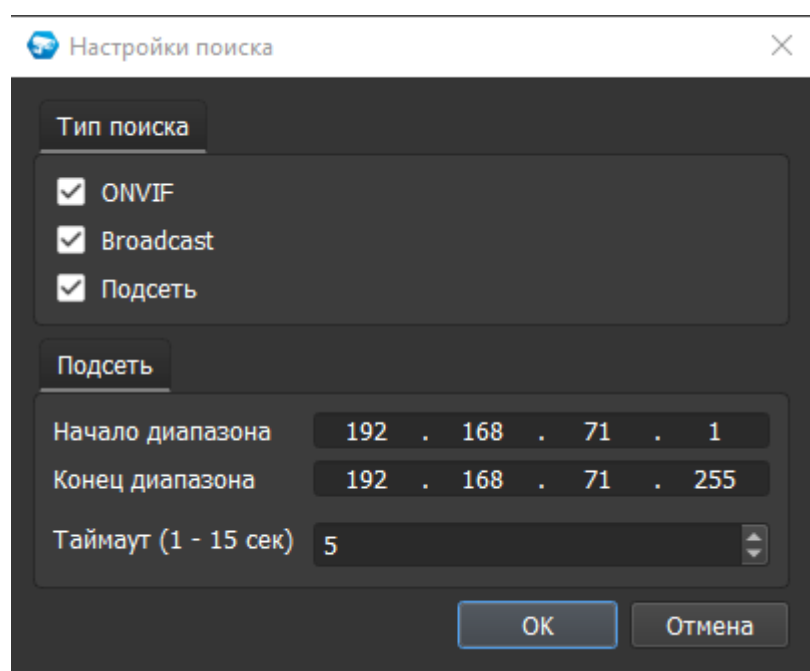 Настройки поиска
Тип поиска
ONVIF
Broadcast
Подсеть
Подсеть
Начало диапазона 192 . 168 . 71 . 1
Конец диапазона 192 . 168 . 71 . 255
Таймаут (1 - 15 сек) 5
OK Отмена